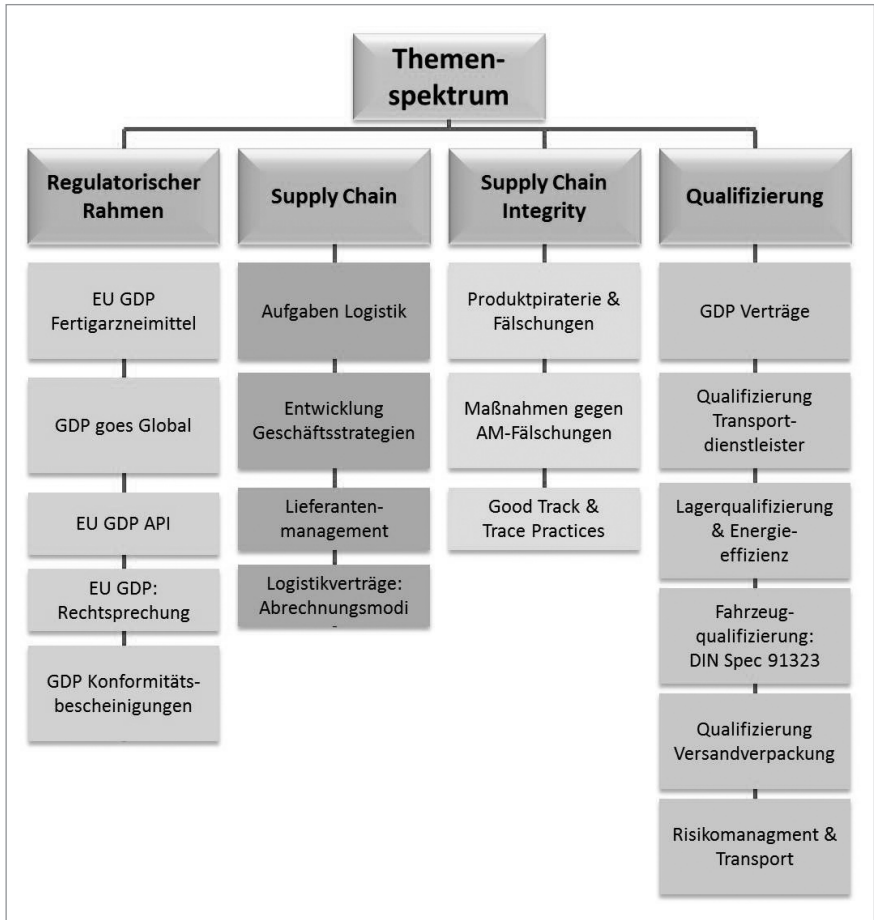 Themen-
spektrum
Regulatorischer
Rahmen
EU GDP
Fertigarzneimittel
GDP goes Global
EU GDP API
EU GDP:
Rechtsprechung
GDP Konformitäts-
bescheinigungen
Supply Chain
Aufgaben Logistik
Entwicklung
Geschäftsstrategien
Lieferanten-
management
Logistikverträge:
Abrechnungsmodi
Supply Chain
Integrity
Produktpiraterie &
Fälschungen
Maßnahmen gegen
AM-Fälschungen
Good Track &
Trace Practices
Qualifizierung
GDP Verträge
Qualifizierung
Transport-
dienstleister
Lagerqualifizierung
& Energie-
effizienz
Fahrzeug-
qualifizierung:
DIN Spec 91323
Qualifizierung
Versandverpackung
Risikomanagment &
Transport